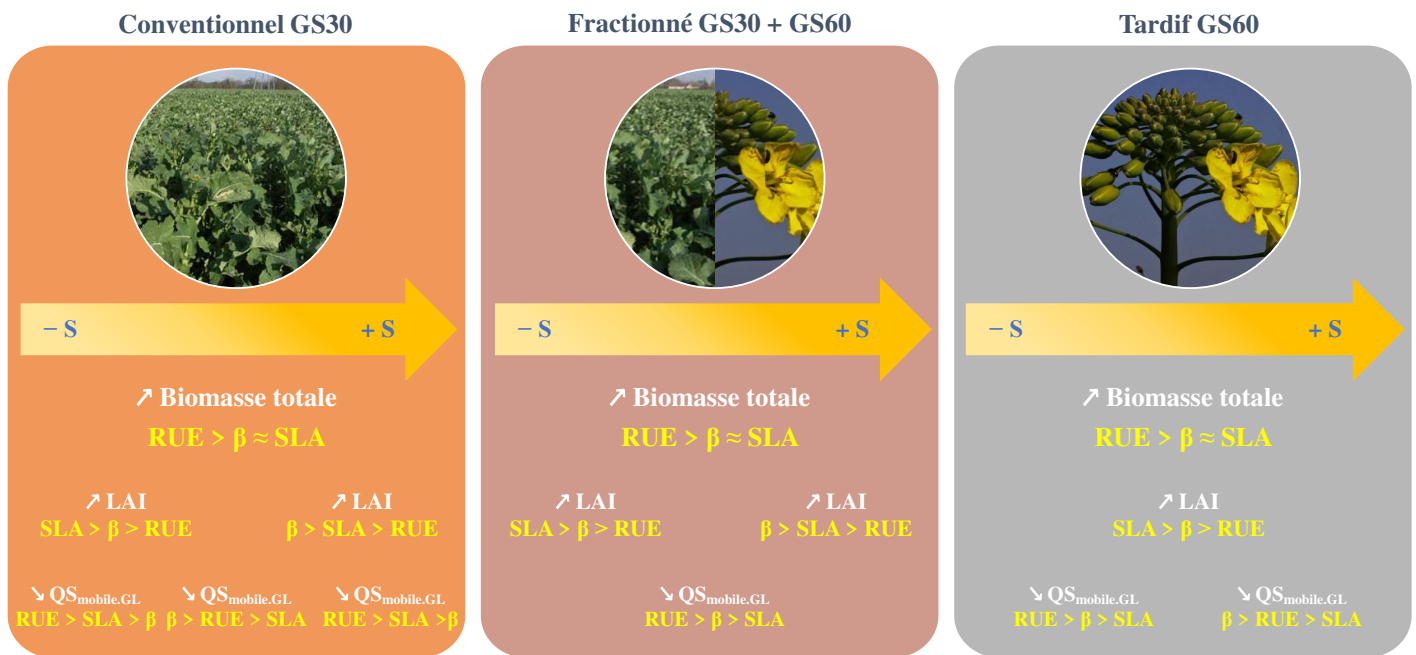 Conventionnel GS30
− S + S
↗ Biomasse totale
RUE > β ≈ SLA
↗ LAI ↗ LAI
SLA > β > RUE β > SLA > RUE
↘ QSmobile.GL ↘ QSmobile.GL ↘ QSmobile.GL
RUE > SLA > β β > RUE > SLA RUE > SLA >β
Fractionné GS30 + GS60
− S + S
↗ Biomasse totale
RUE > β ≈ SLA
↗ LAI ↗ LAI
SLA > β > RUE β > SLA > RUE
↘ QSmobile.GL
RUE > β > SLA
Tardif GS60
− S + S
↗ Biomasse totale
RUE > β ≈ SLA
↗ LAI
SLA > β > RUE
↘ QSmobile.GL ↘ QSmobile.GL
RUE > β > SLA β > RUE > SLA